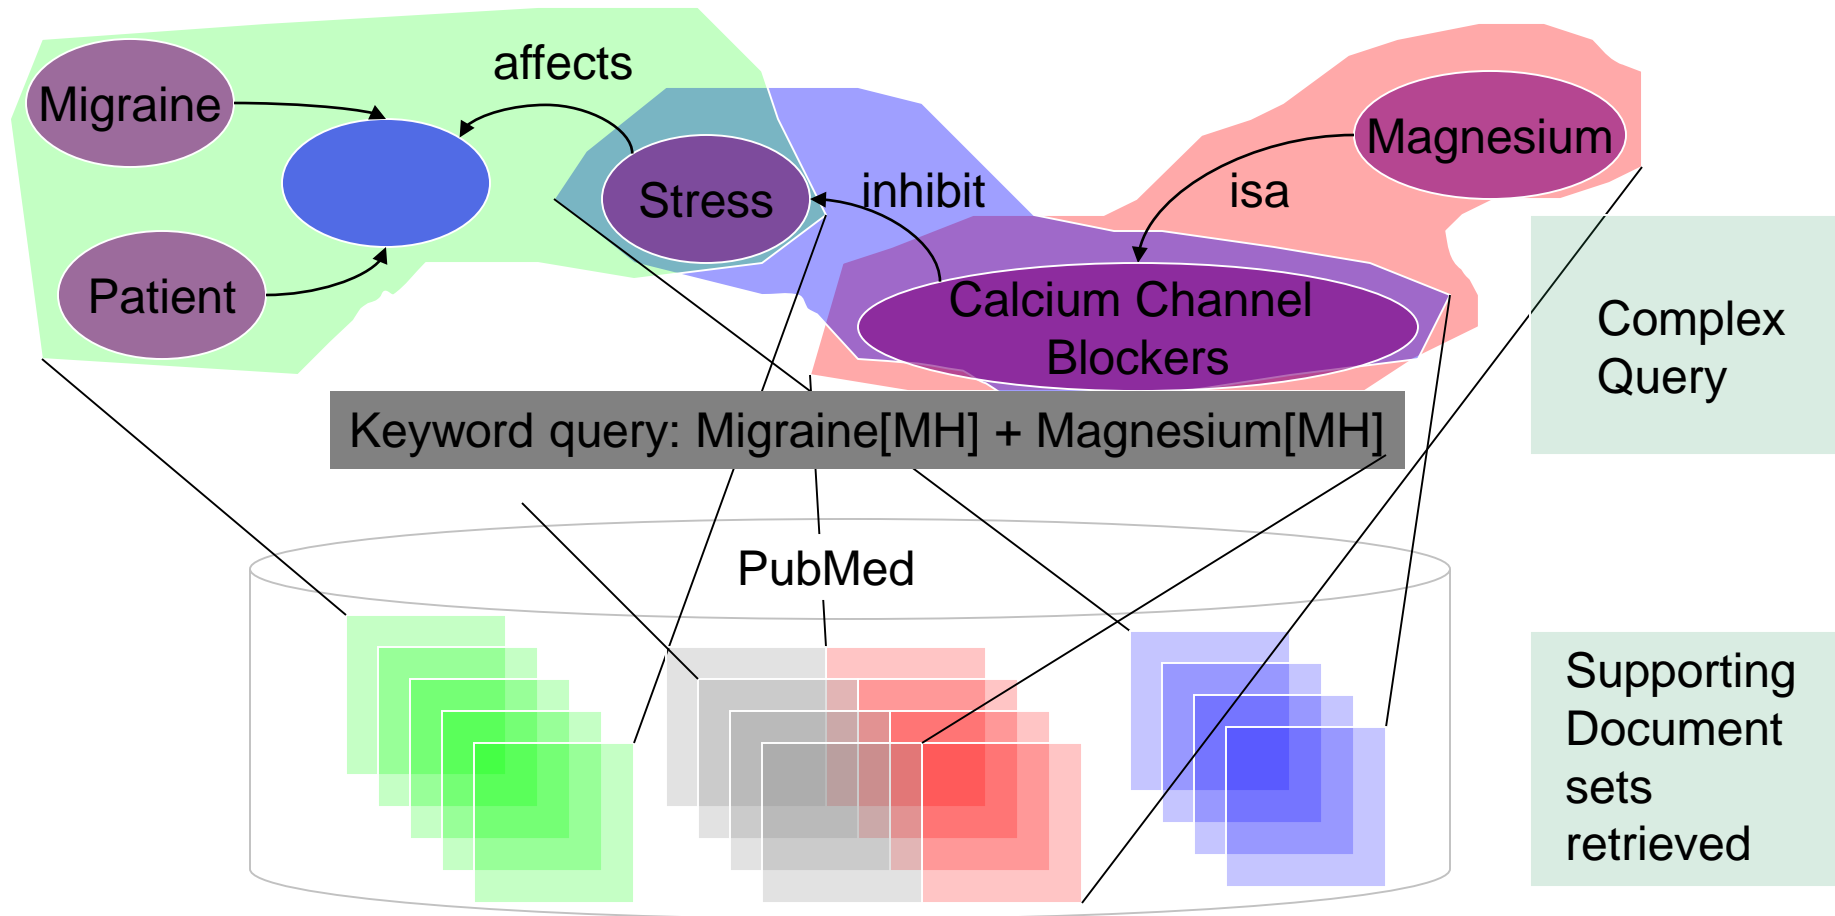 affects
Migraine
Magnesium
Stress
inhibit
isa
Patient
Calcium Channel
Blockers
Complex
Query
Keyword query: Migraine[MH] + Magnesium[MH]
PubMed
Supporting
Document
sets
retrieved